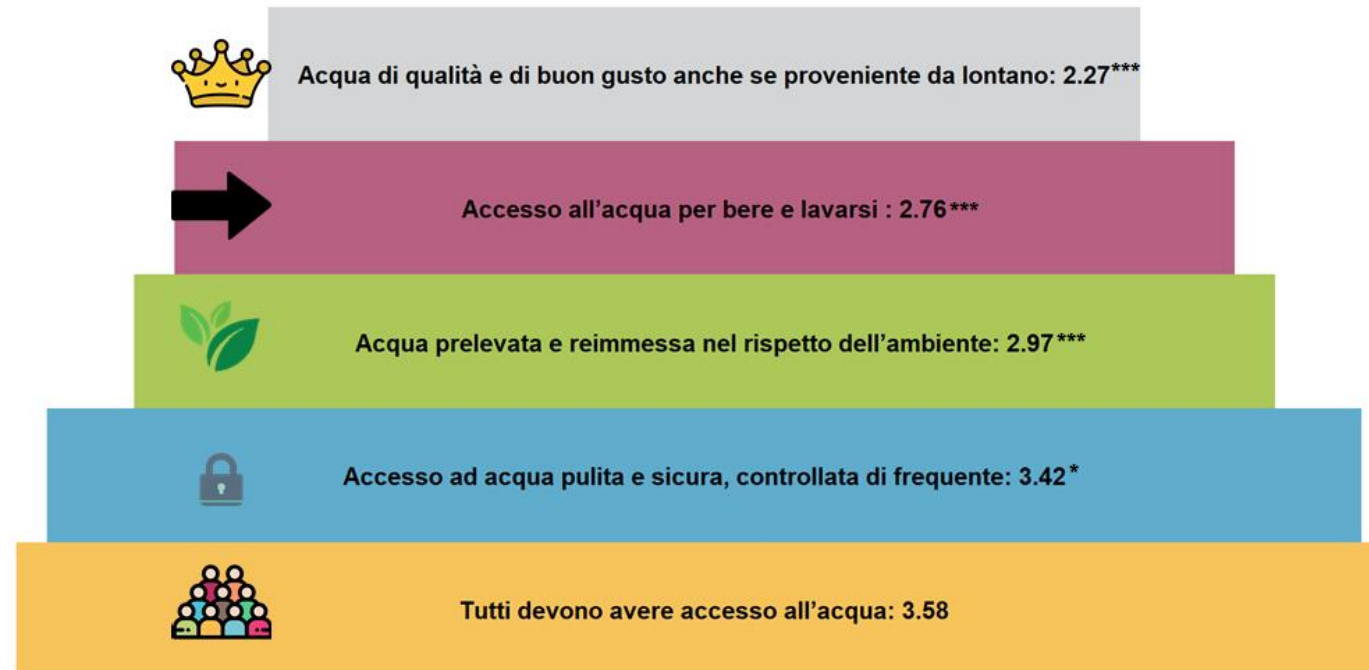 Acqua di qualità e di buon gusto anche se proveniente da lontano: 2.27***
Accesso all’acqua per bere e lavarsi : 2.76***
Acqua prelevata e reimmessa nel rispetto dell’ambiente: 2.97***
Accesso ad acqua pulita e sicura, controllata di frequente: 3.42*
Tutti devono avere accesso all’acqua: 3.58